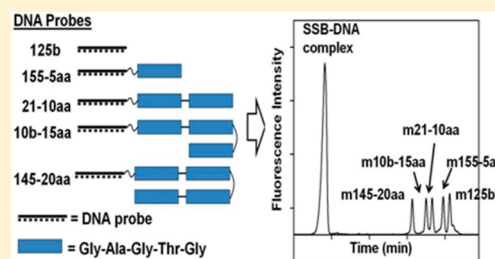 DNA Probes
125b
155-5aa
21-10aa
10b-15aa
145-20aa
= DNA probe
= Gly-Ala-Gly-Thr-Gly
Fluorescence Intensity
SSB-DNA
complex
m21-10aa
m10b-15aa
m155-5aa
m145-20aa
m125b
Time (min)